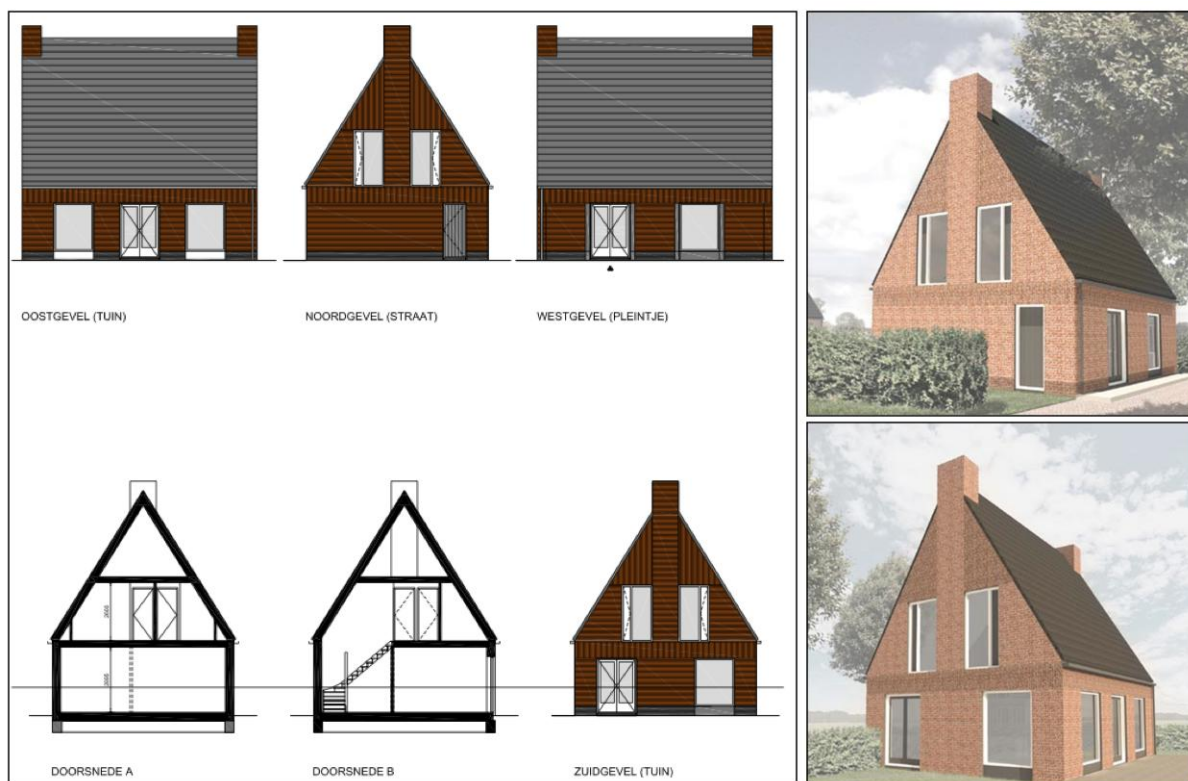 OOSTGEVEL (TUIN)
NOORDGEVEL (STRAAT)
WESTGEVEL (PLEINTJE)
DOORSNEDE A
DOORSNEDE B
ZUIDGEVEL (TUIN)